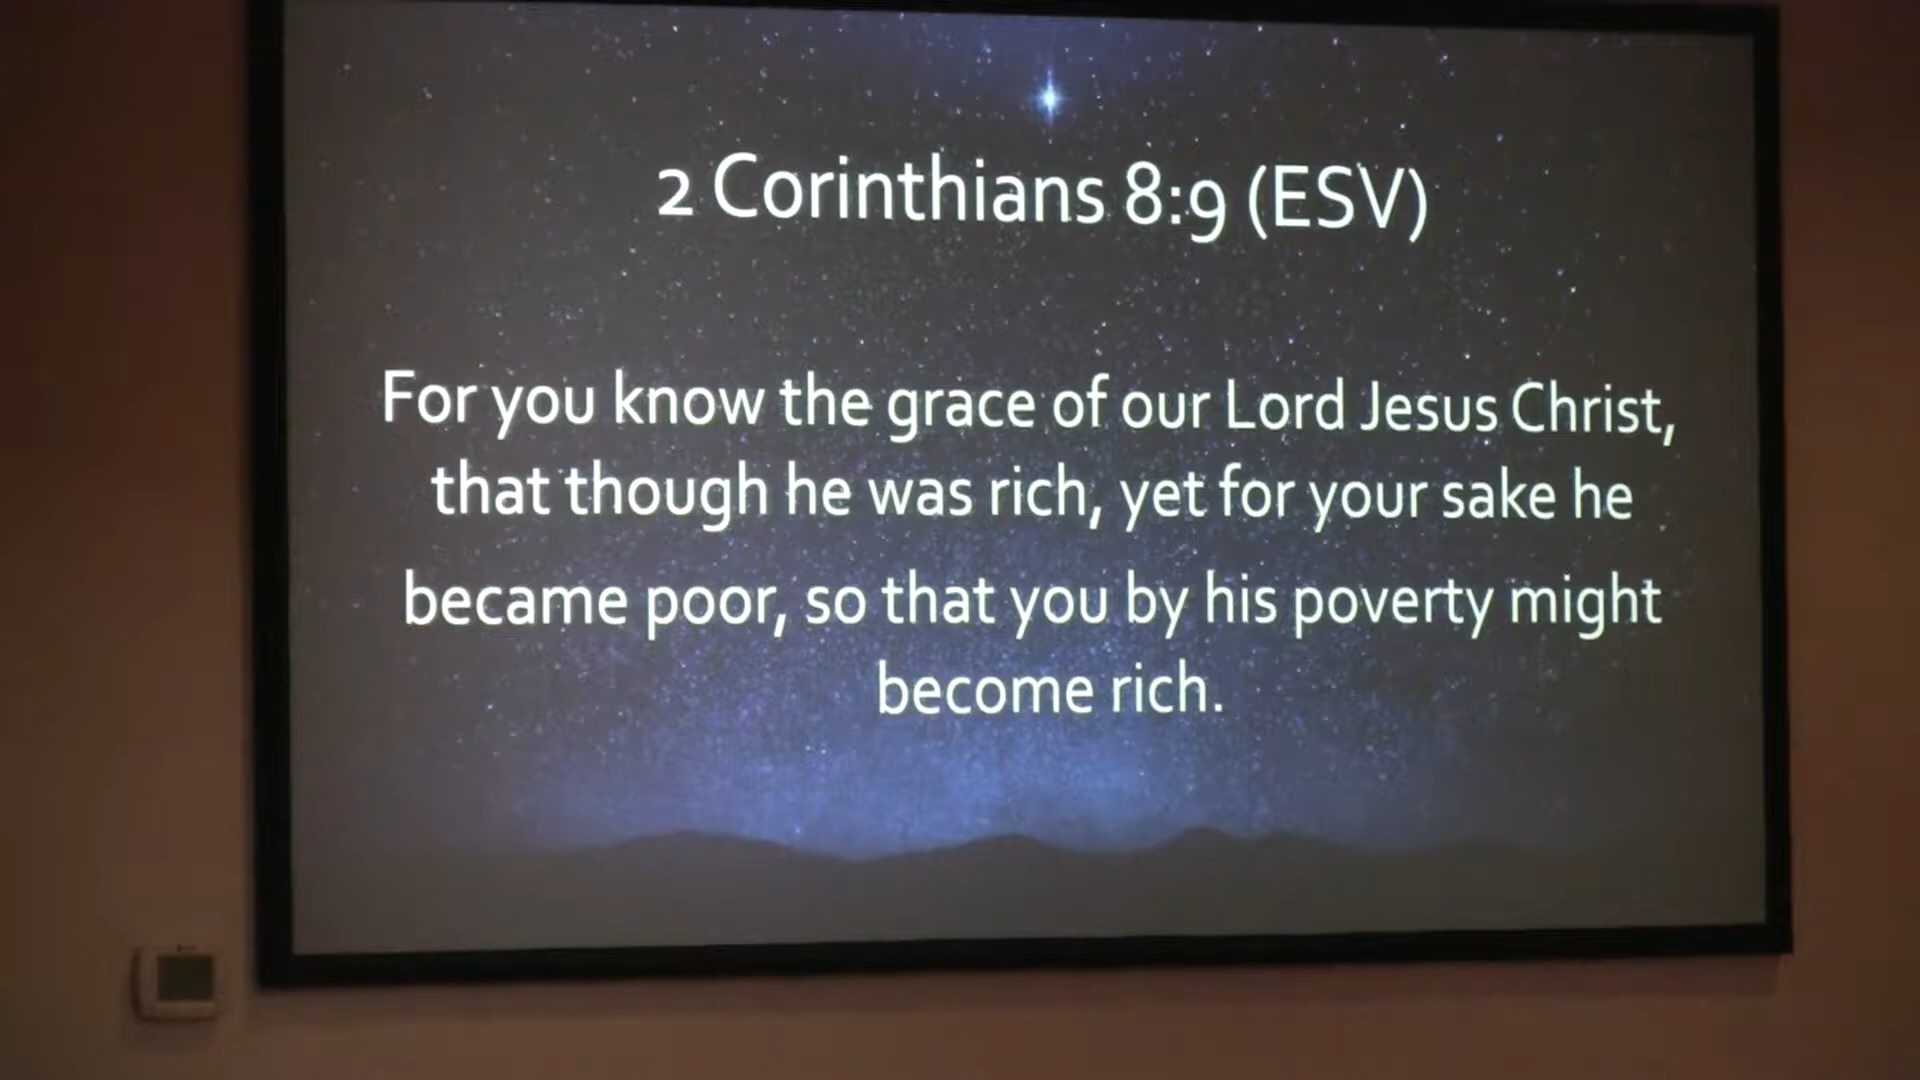 2 Corinthians 8:9 (ESV)
For you know the grace of our Lord Jesus Christ,
that though he was rich, yet for your sake he
became poor, so that you by his poverty might
become rich.